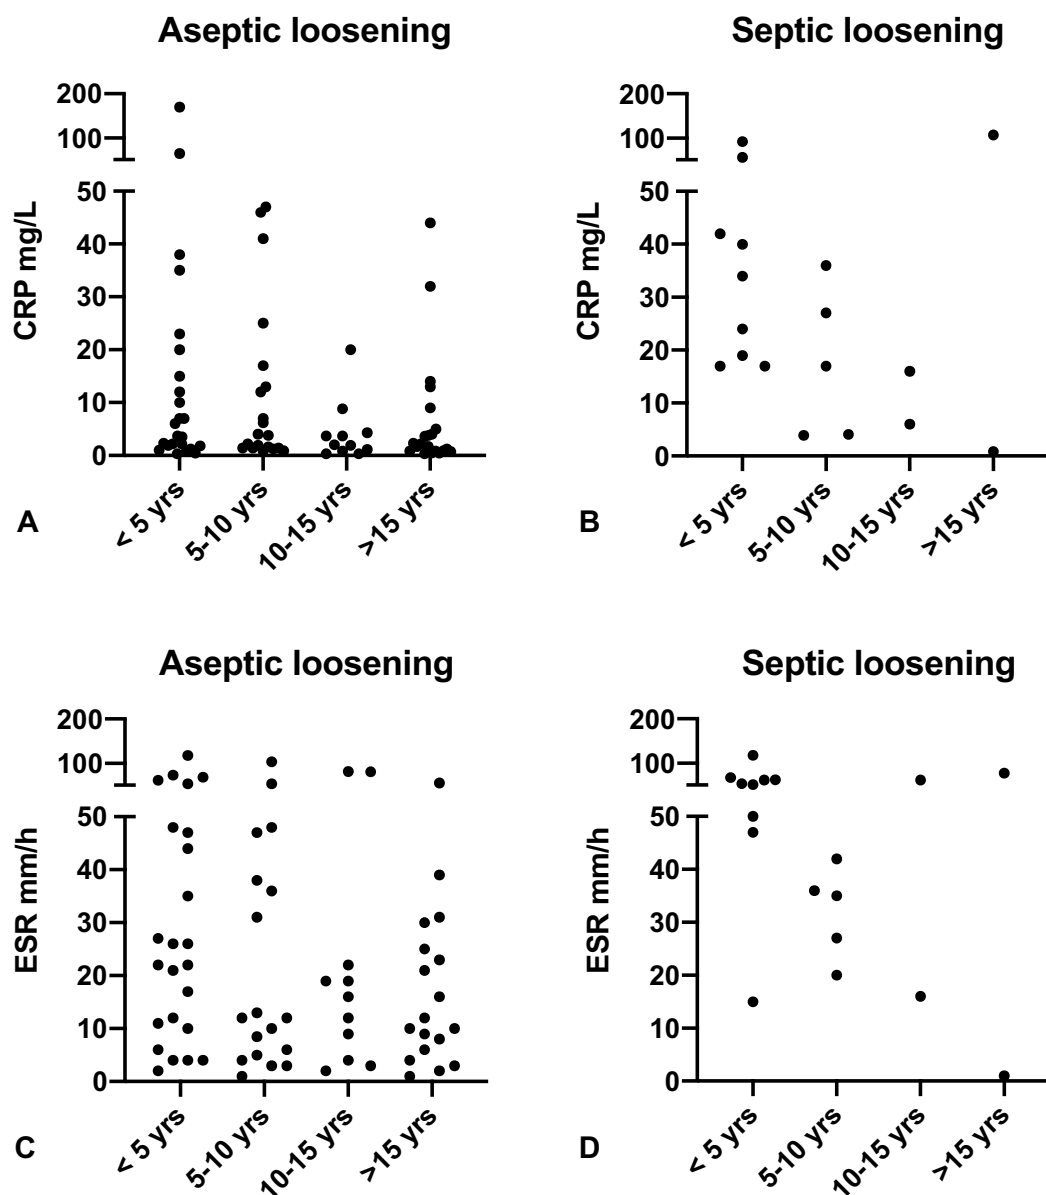 Aseptic loosening
200
100
50
40
30
20
10
0
CRP mg/L
< 5 yrs
5-10 yrs
10-15 yrs
>15 yrs
A
Septic loosening
200
100
50
40
30
20
10
0
CRP mg/L
< 5 yrs
5-10 yrs
10-15 yrs
>15 yrs
B
Aseptic loosening
200
100
50
40
30
20
10
0
ESR mm/h
< 5 yrs
5-10 yrs
10-15 yrs
>15 yrs
C
Septic loosening
200
100
50
40
30
20
10
0
ESR mm/h
< 5 yrs
5-10 yrs
10-15 yrs
>15 yrs
D